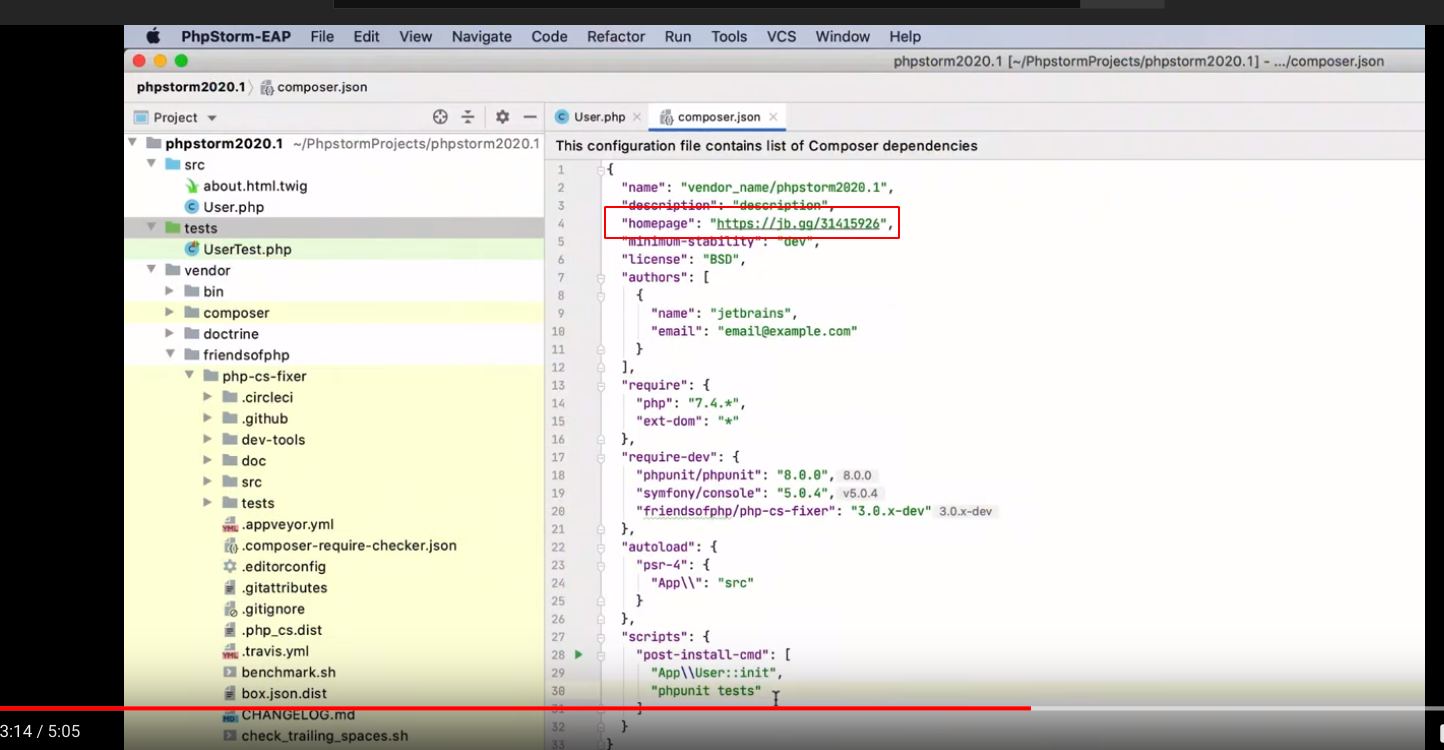 PhpStorm-EAP File Edit View Navigate Code Refactor Run Tools VCS Window Help
phpstorm2020.1 [~/PhpstormProjects/phpstorm2020.1] - .../composer.json
phpstorm2020.1 composer.json
Project
phpstorm2020.1 ~/PhpstormProjects/phpstorm2020.1
src
about.html.twig
User.php
tests
UserTest.php
vendor
bin
composer
doctrine
friendsofphp
php-cs-fixer
.circleci
.github
dev-tools
doc
src
tests
.appveyor.yml
.composer-require-checker.json
.editorconfig
.gitattributes
.gitignore
.php_cs.dist
.travis.yml
benchmark.sh
box.json.dist
CHANGELOG.md
check_trailing_spaces.sh
User.php composer.json
This configuration file contains list of Composer dependencies
1 {
2 "name": "vendor_name/phpstorm2020.1",
3 "description": "description",
4 "homepage": "https://jb.gg/31415926",
5 "minimum-stability": "dev",
6 "license": "BSD",
7 "authors": [
8 {
9 "name": "jetbrains",
10 "email": "email@example.com"
11 }
12 ],
13 "require": {
14 "php": "7.4.*",
15 "ext-dom": "*"
16 },
17 "require-dev": {
18 "phpunit/phpunit": "8.0.0", 8.0.0
19 "symfony/console": "5.0.4", v5.0.4
20 "friendsofphp/php-cs-fixer": "3.0.x-dev" 3.0.x-dev
21 },
22 "autoload": {
23 "psr-4": {
24 "App\\": "src"
25 }
26 },
27 "scripts": {
28 "post-install-cmd": [
29 "App\\User::init",
30 "phpunit tests"
31 ]
32 }
33 }
3:14 / 5:05